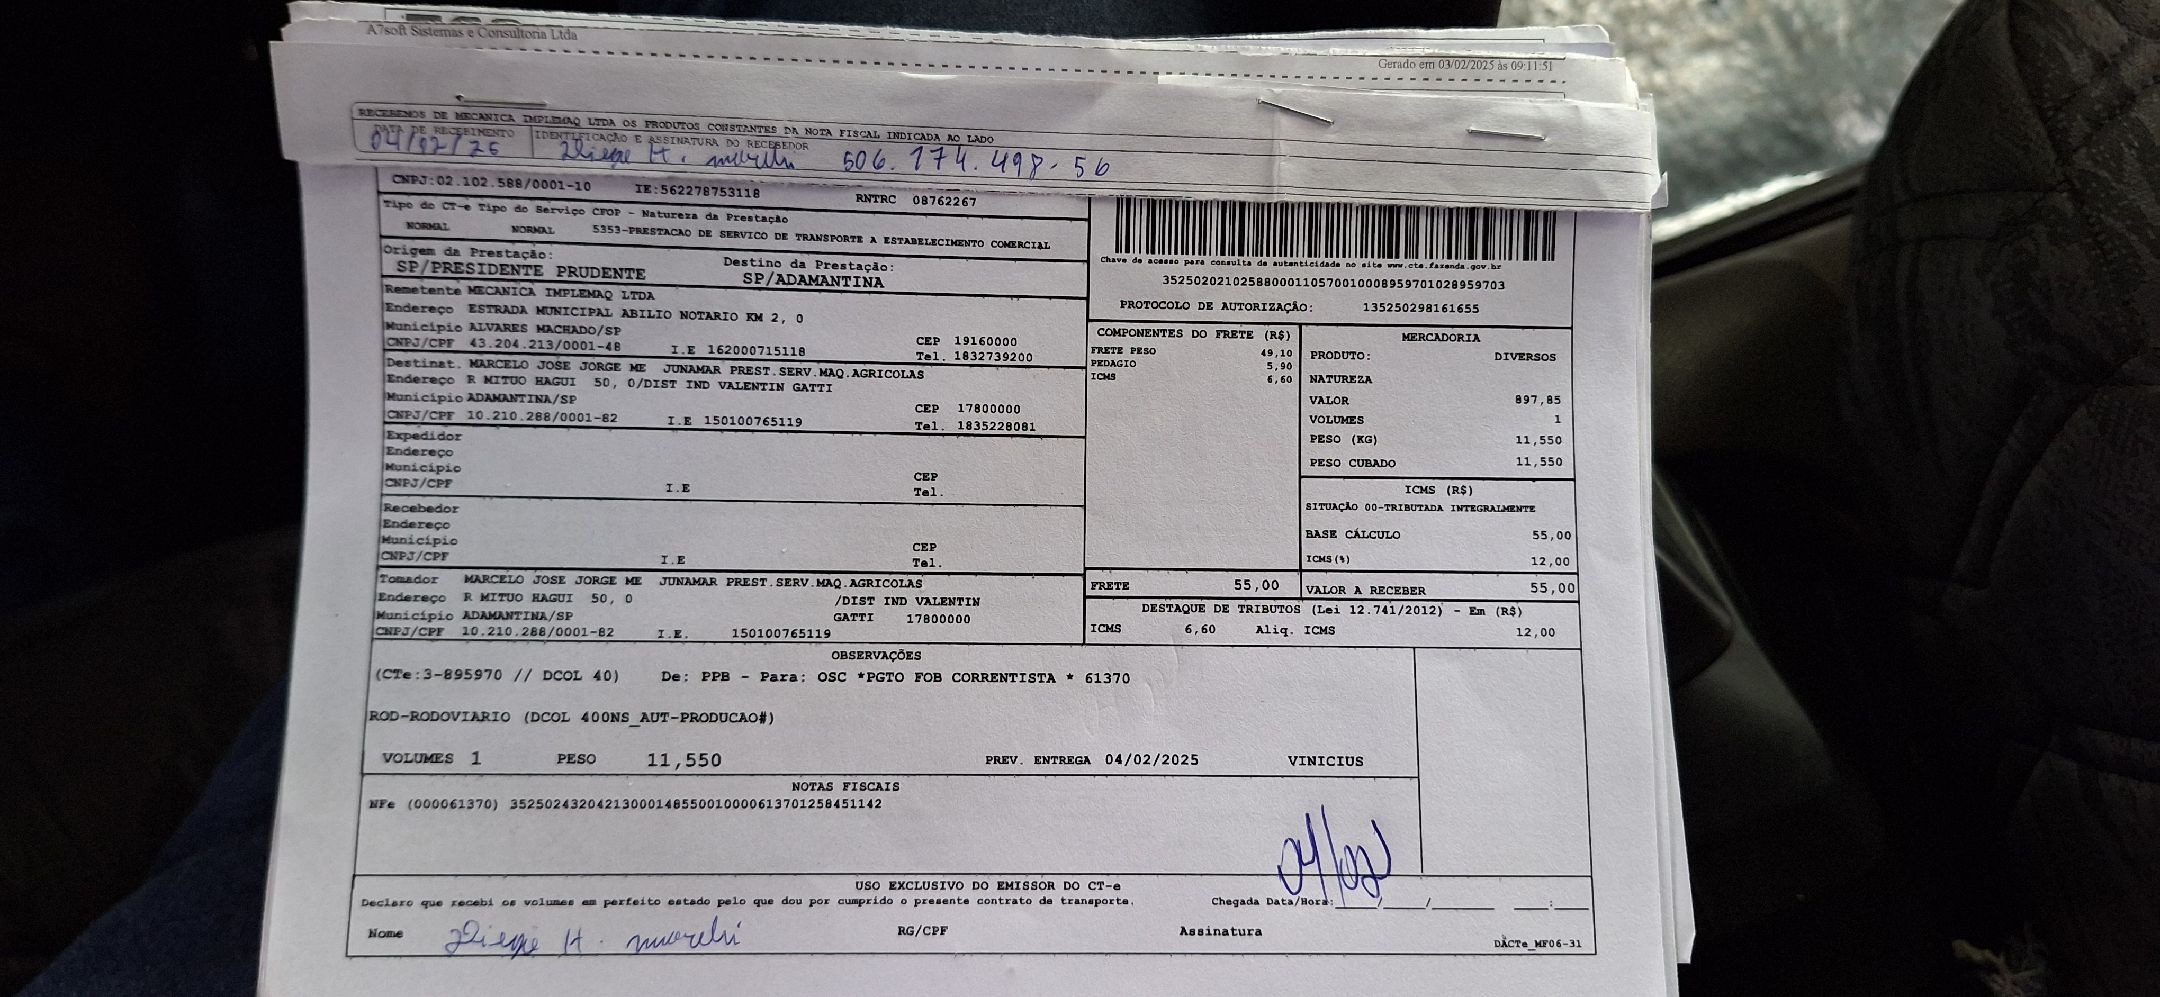 A7soft Sistemas e Consultoria Ltda
Gerado em 03/02/2025 às 09:11:51
RECEBEMOS DE MECANICA IMPLEMAQ LTDA OS PRODUTOS CONSTANTES DA NOTA FISCAL INDICADA AO LADO
DATA DE RECEBIMENTO IDENTIFICAÇÃO E ASSINATURA DO RECEBEDOR
04/02/25 H. 506.174.498-56
CNPJ:02.102.588/0001-10 IE:562278753118 RNTRC 08762267
Tipo do CT-e Tipo do Serviço CFOP - Natureza da Prestação
NORMAL NORMAL 5353-PRESTACAO DE SERVICO DE TRANSPORTE A ESTABELECIMENTO COMERCIAL
Origem da Prestação: Destino da Prestação:
SP/PRESIDENTE PRUDENTE SP/ADAMANTINA
Remetente MECANICA IMPLEMAQ LTDA
Endereço ESTRADA MUNICIPAL ABILIO NOTARIO KM 2, 0
Município ALVARES MACHADO/SP CEP 19160000
CNPJ/CPF 43.204.213/0001-48 I.E 162000715118 Tel. 1832739200
Destinat. MARCELO JOSE JORGE ME JUNAMAR PREST.SERV.MAQ.AGRICOLAS
Endereço R MITUO HAGUI 50, 0/DIST IND VALENTIN GATTI
Município ADAMANTINA/SP CEP 17800000
CNPJ/CPF 10.210.288/0001-82 I.E 150100765119 Tel. 1835228081
Expedidor
Endereço
Município CEP
CNPJ/CPF I.E Tel.
Recebedor
Endereço
Município CEP
CNPJ/CPF I.E Tel.
Tomador MARCELO JOSE JORGE ME JUNAMAR PREST.SERV.MAQ.AGRICOLAS
Endereço R MITUO HAGUI 50, 0 /DIST IND VALENTIN
Município ADAMANTINA/SP GATTI 17800000
CNPJ/CPF 10.210.288/0001-82 I.E. 150100765119
Chave de acesso para consulta de autenticidade no site www.cte.fazenda.gov.br
35250202102588000110570010008959701028959703
PROTOCOLO DE AUTORIZAÇÃO: 135250298161655
COMPONENTES DO FRETE (R$)
FRETE PESO 49,10
PEDAGIO 5,90
ICMS 6,60
MERCADORIA
PRODUTO: DIVERSOS
NATUREZA
VALOR 897,85
VOLUMES 1
PESO (KG) 11,550
PESO CUBADO 11,550
ICMS (R$)
SITUAÇÃO 00-TRIBUTADA INTEGRALMENTE
BASE CÁLCULO 55,00
ICMS(%) 12,00
FRETE 55,00 VALOR A RECEBER 55,00
DESTAQUE DE TRIBUTOS (Lei 12.741/2012) - Em (R$)
ICMS 6,60 Aliq. ICMS 12,00
OBSERVAÇÕES
(CTe:3-895970 // DCOL 40) De: PPB - Para: OSC *PGTO FOB CORRENTISTA * 61370
ROD-RODOVIARIO (DCOL 400NS_AUT-PRODUCAO#)
VOLUMES 1 PESO 11,550 PREV. ENTREGA 04/02/2025 VINICIUS
NOTAS FISCAIS
NFe (000061370) 35250243204213000148550010000613701258451142
04/02
USO EXCLUSIVO DO EMISSOR DO CT-e
Declaro que recebi os volumes em perfeito estado pelo que dou por cumprido o presente contrato de transporte. Chegada Data/Hora:____/____/______ ____:____
Nome H. RG/CPF Assinatura
DACTe_MF06-31